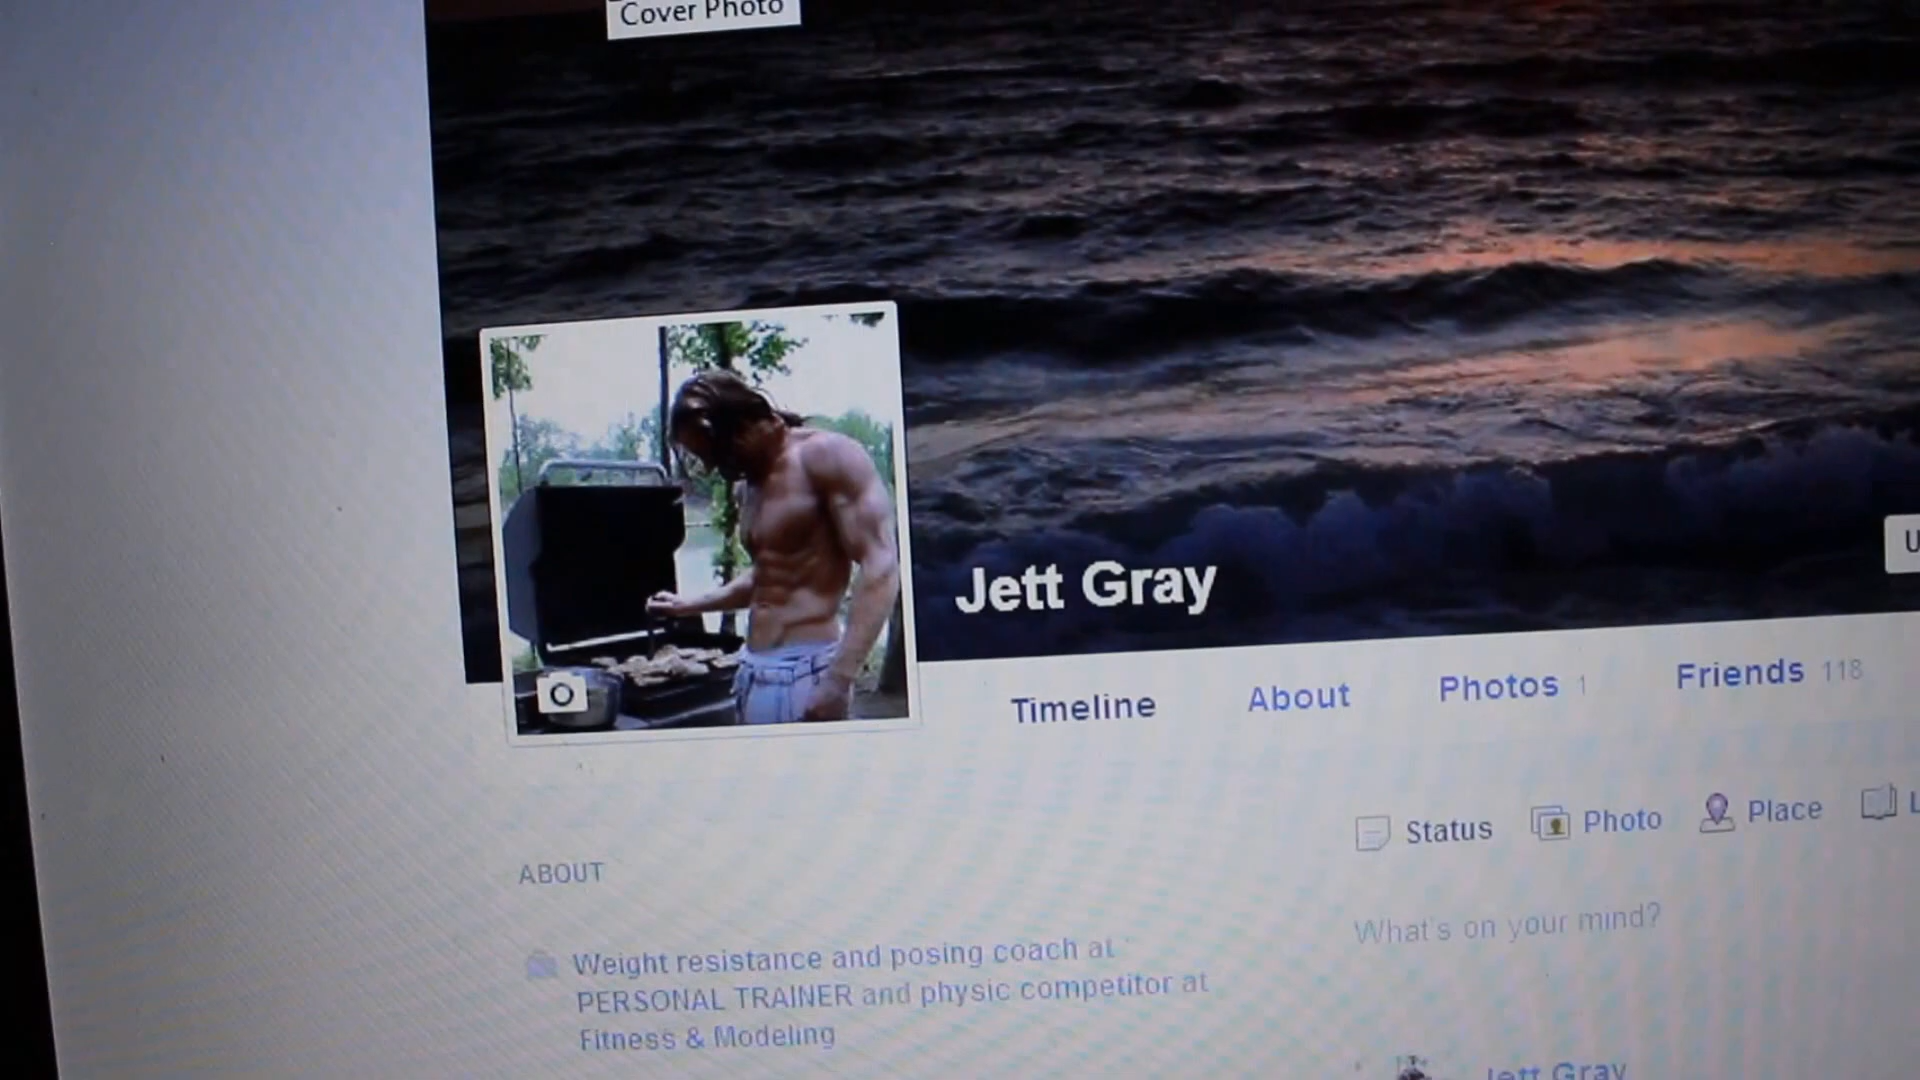 Cover Photo
Jett Gray
Timeline About Photos 1 Friends 118
Status Photo Place
ABOUT
What's on your mind?
Weight resistance and posing coach at
PERSONAL TRAINER and physic competitor at
Fitness & Modeling
Jett Gray